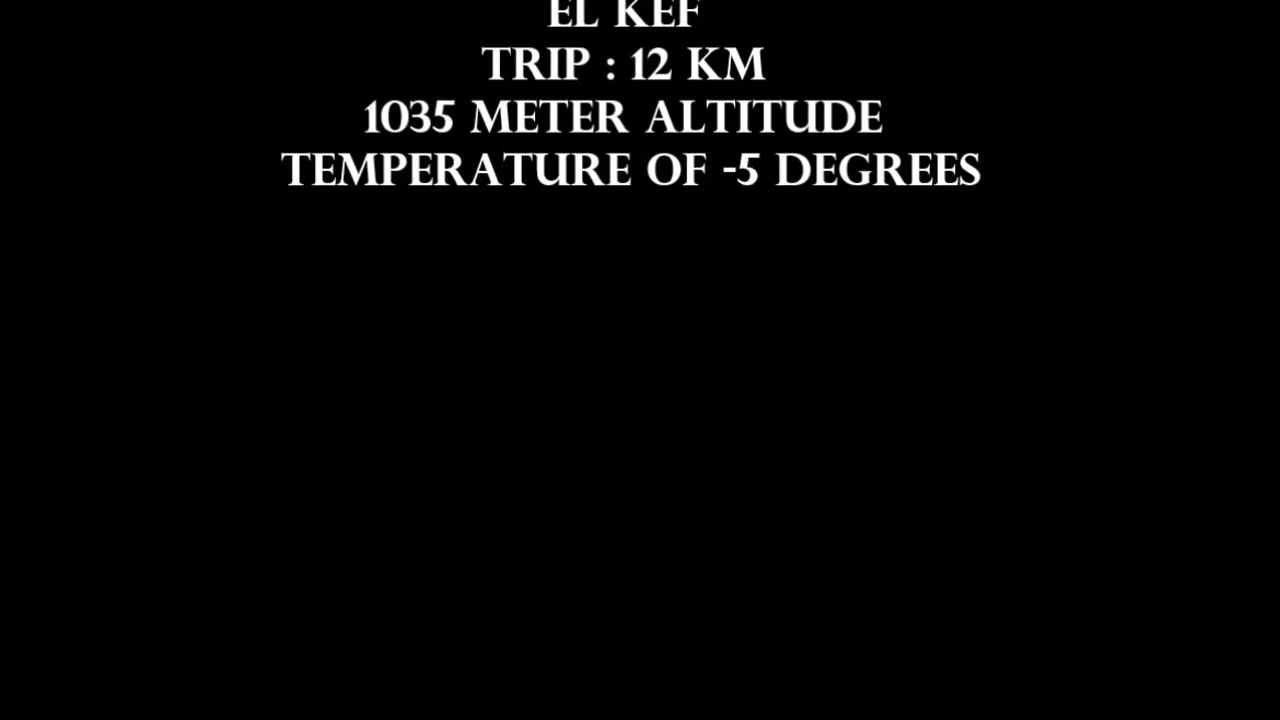 EL KEF
TRIP : 12 KM
1035 METER ALTITUDE
TEMPERATURE OF -5 DEGREES